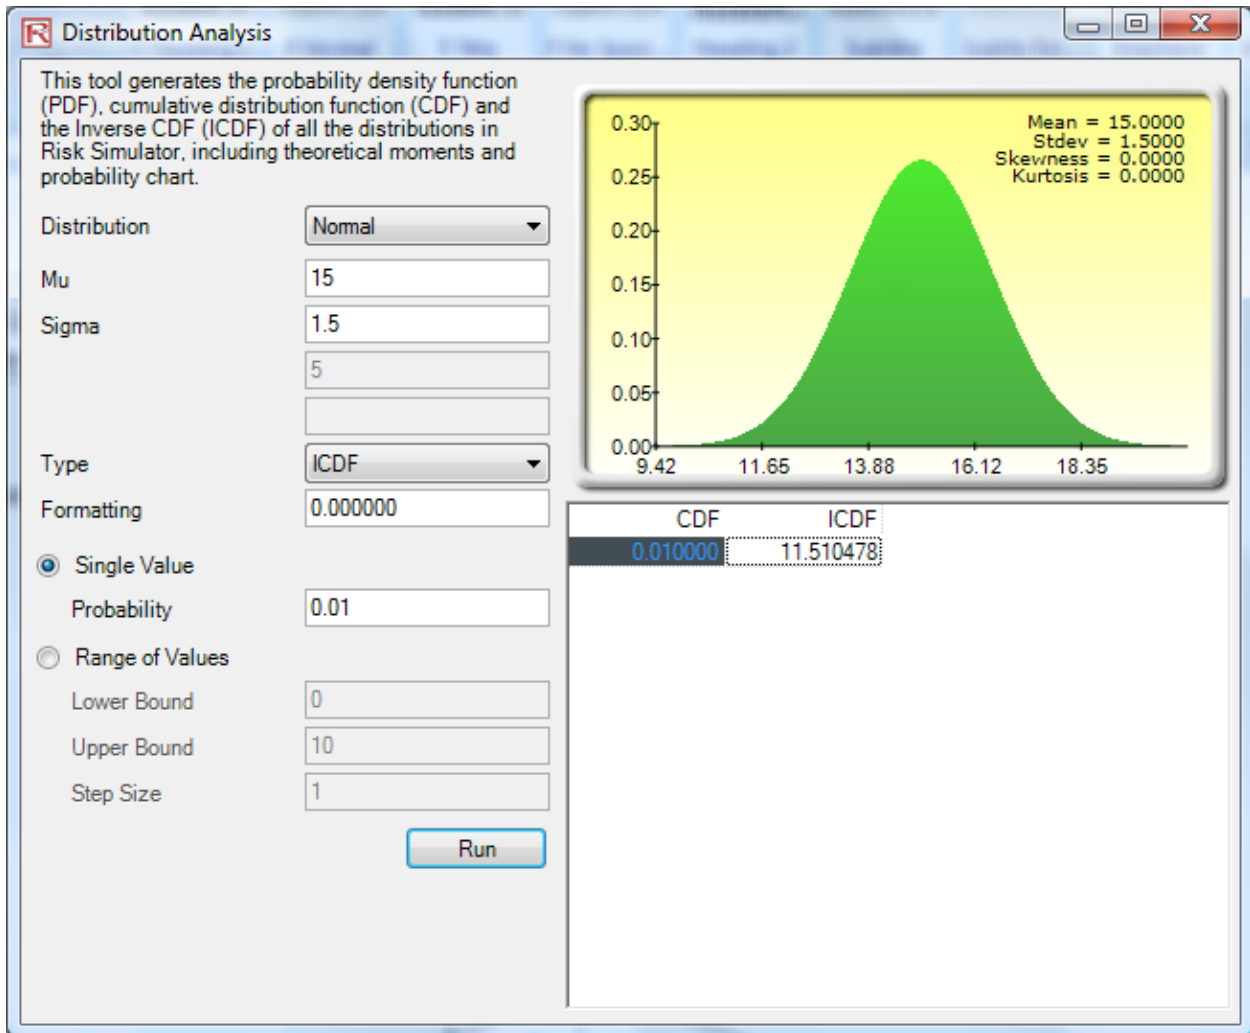 Distribution Analysis
This tool generates the probability density function
(PDF), cumulative distribution function (CDF) and
the Inverse CDF (ICDF) of all the distributions in
Risk Simulator, including theoretical moments and
probability chart.
Distribution Normal
Mu 15
Sigma 1.5
5
Type ICDF
Formatting 0.000000
Single Value
Probability 0.01
Range of Values
Lower Bound 0
Upper Bound 10
Step Size 1
Run
Mean = 15.0000
Stdev = 1.5000
Skewness = 0.0000
Kurtosis = 0.0000
0.30
0.25
0.20
0.15
0.10
0.05
0.00
9.42 11.65 13.88 16.12 18.35
CDF ICDF
0.010000 11.510478